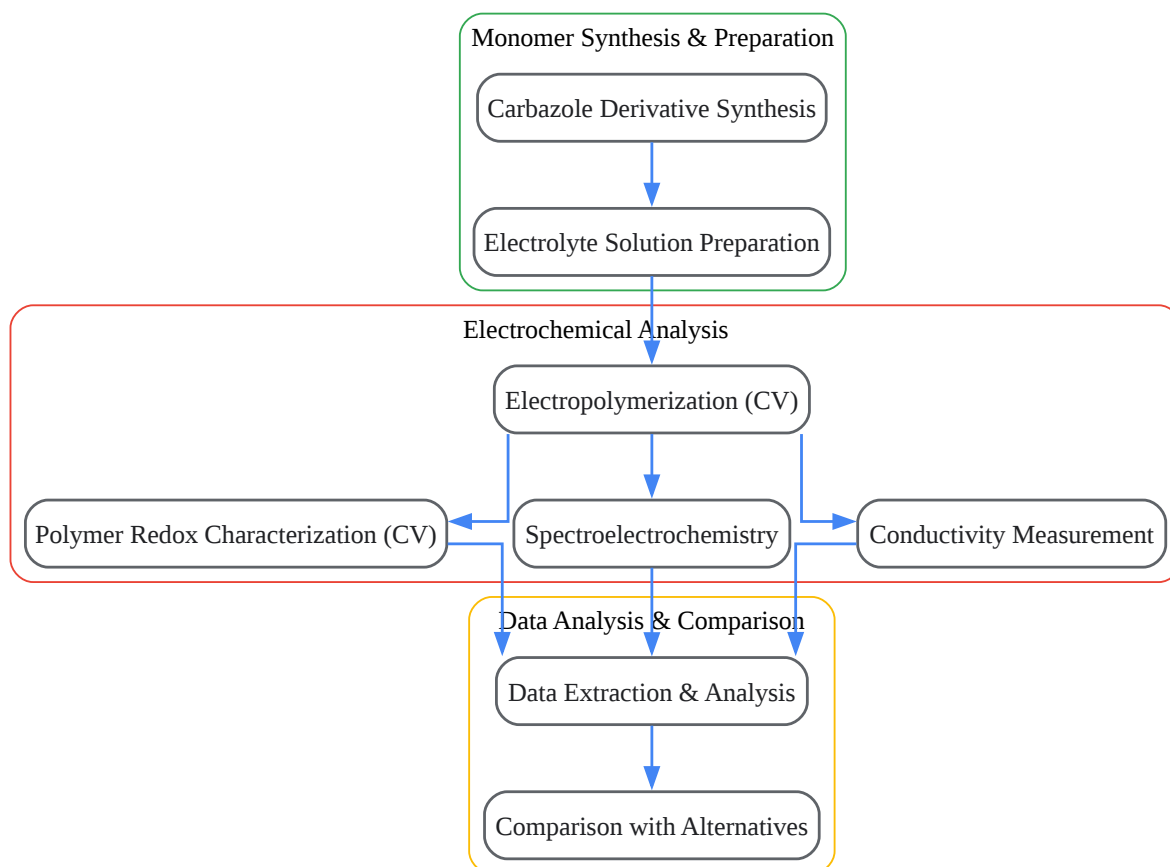 Monomer Synthesis & Preparation
Carbazole Derivative Synthesis
Electrolyte Solution Preparation
Electrochemical Analysis
Electropolymerization (CV)
Polymer Redox Characterization (CV)
Spectroelectrochemistry
Conductivity Measurement
Data Analysis & Comparison
Data Extraction & Analysis
Comparison with Alternatives